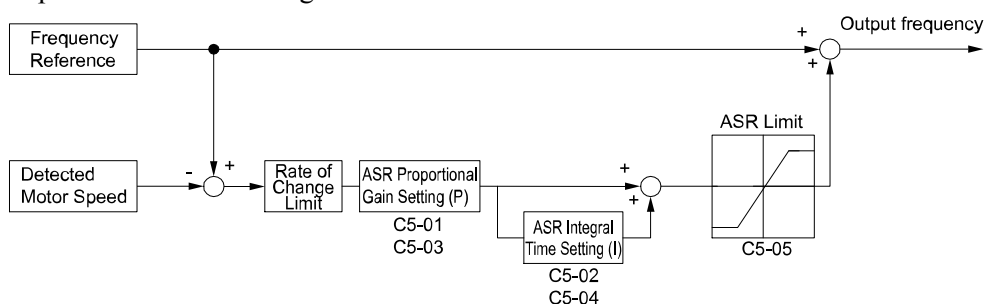 Output frequency
Frequency
Reference
+
+
ASR Limit
Detected
Motor Speed
-
+
Rate of
Change
Limit
ASR Proportional
Gain Setting (P)
C5-01
C5-03
+
+
ASR Integral
Time Setting (I)
C5-02
C5-04
C5-05